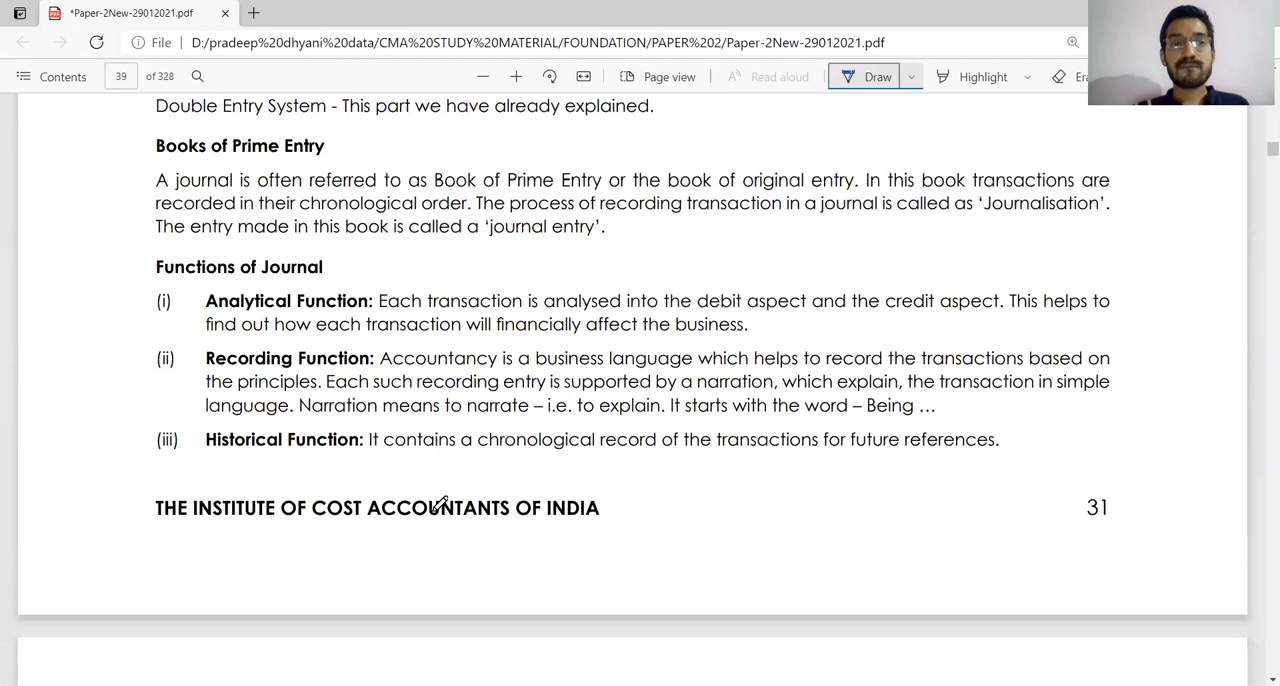 *Paper-2New-29012021.pdf
File | D:/pradeep%20dhyani%20data/CMA%20STUDY%20MATERIAL/FOUNDATION/PAPER%202/Paper-2New-29012021.pdf
Contents 39 of 328 Page view Read aloud Draw Highlight Era
Double Entry System - This part we have already explained.
Books of Prime Entry
A journal is often referred to as Book of Prime Entry or the book of original entry. In this book transactions are
recorded in their chronological order. The process of recording transaction in a journal is called as ‘Journalisation’.
The entry made in this book is called a ‘journal entry’.
Functions of Journal
(i) Analytical Function: Each transaction is analysed into the debit aspect and the credit aspect. This helps to
find out how each transaction will financially affect the business.
(ii) Recording Function: Accountancy is a business language which helps to record the transactions based on
the principles. Each such recording entry is supported by a narration, which explain, the transaction in simple
language. Narration means to narrate – i.e. to explain. It starts with the word – Being …
(iii) Historical Function: It contains a chronological record of the transactions for future references.
THE INSTITUTE OF COST ACCOUNTANTS OF INDIA 31